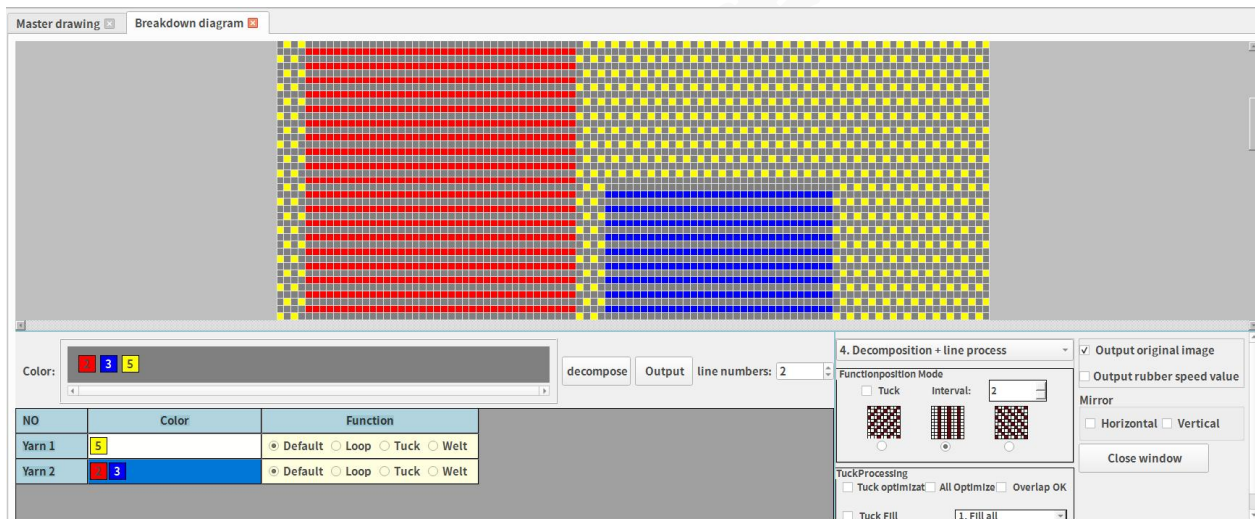 Master drawing Breakdown diagram
Color: 2 3 5 decompose Output line numbers: 2
4. Decomposition + line process
Output original image
Functionposition Mode
Output rubber speed value
Tuck Interval: 2
Mirror
Horizontal Vertical
Close window
NO Color Function
Yarn 1 5 Default Loop Tuck Welt
Yarn 2 2 3 Default Loop Tuck Welt
TuckProcessing
Tuck optimizat All Optimize Overlap OK
Tuck Fill 1. Fill all